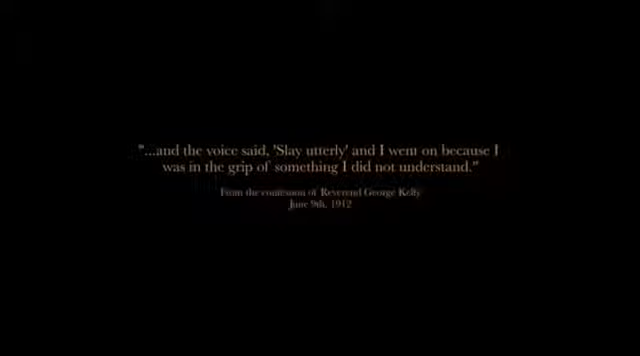 "...and the voice said, 'Slay utterly' and I went on because I
was in the grip of something I did not understand."
From the confession of Reverend George Kelly
June 9th, 1912